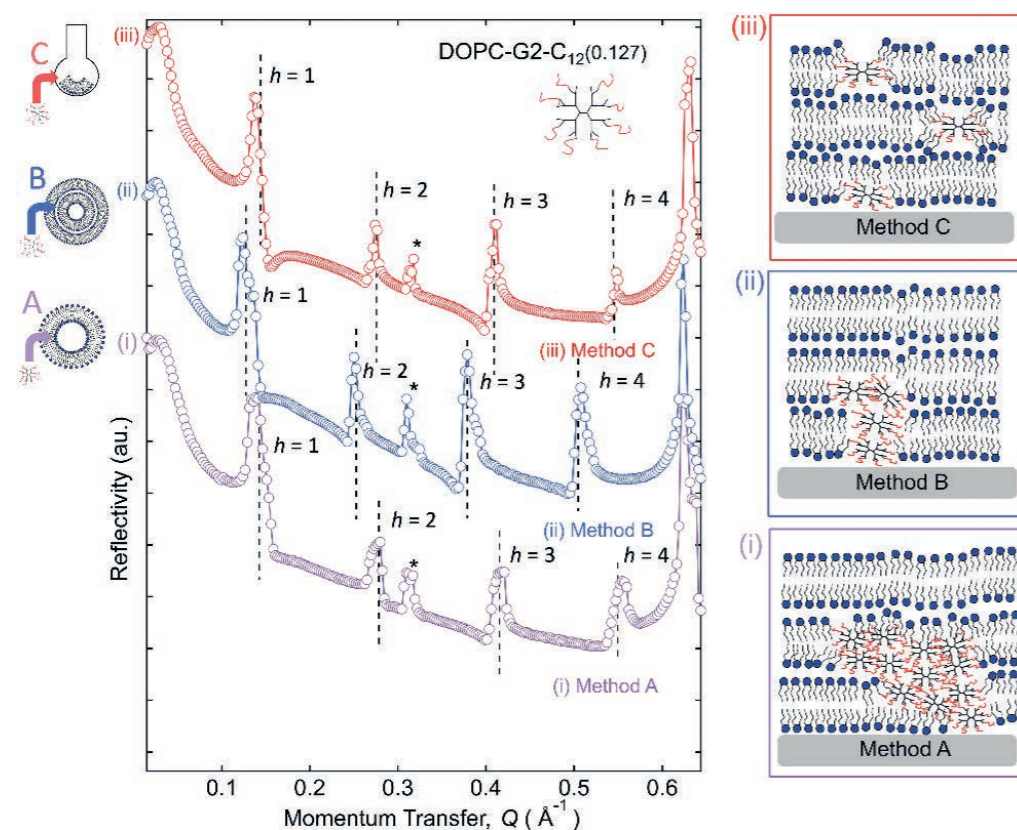 C
B
A
Reflectivity (au.)
(iii)
h = 1
DOPC-G2-C12(0.127)
h = 2
h = 3
h = 4
*
(iii) Method C
(ii)
h = 1
h = 2
*
h = 3
h = 4
(ii) Method B
(i)
h = 1
h = 2
*
h = 3
h = 4
(i) Method A
0.1 0.2 0.3 0.4 0.5 0.6
Momentum Transfer, Q ( Å-1)
(iii)
Method C
(ii)
Method B
(i)
Method A